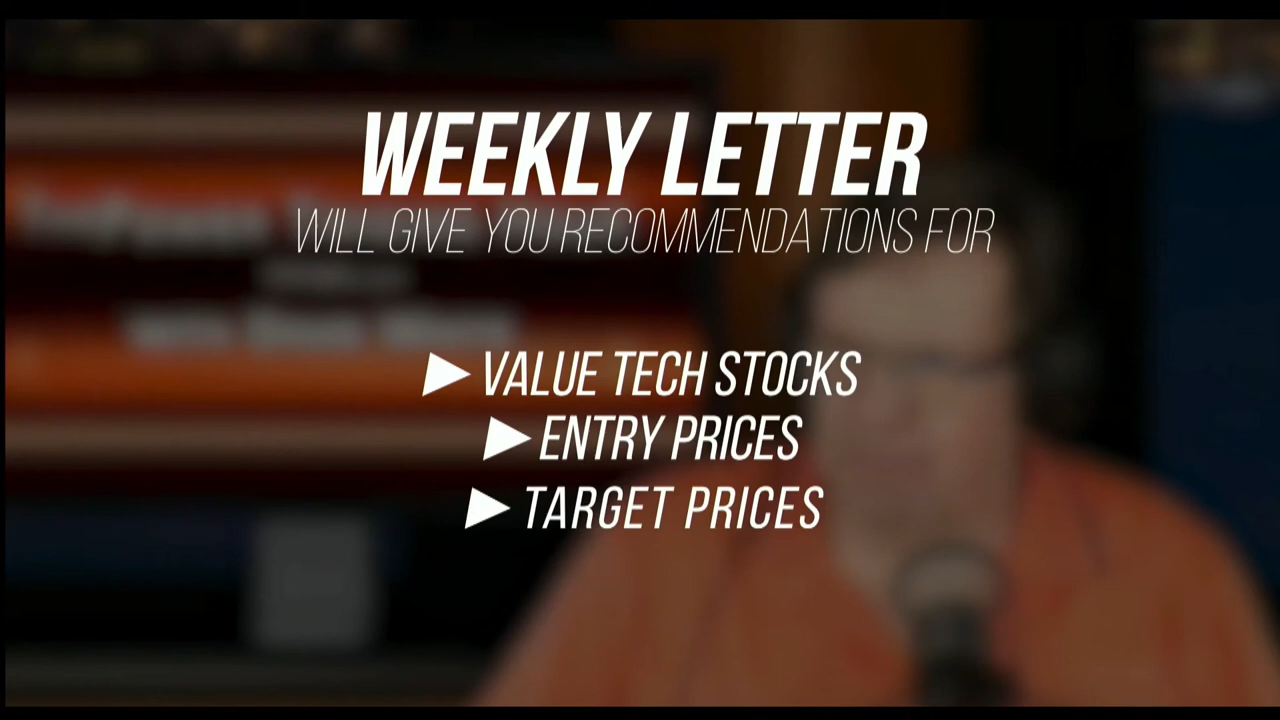 WEEKLY LETTER
WILL GIVE YOU RECOMMENDATIONS FOR
▶ VALUE TECH STOCKS
▶ ENTRY PRICES
▶ TARGET PRICES